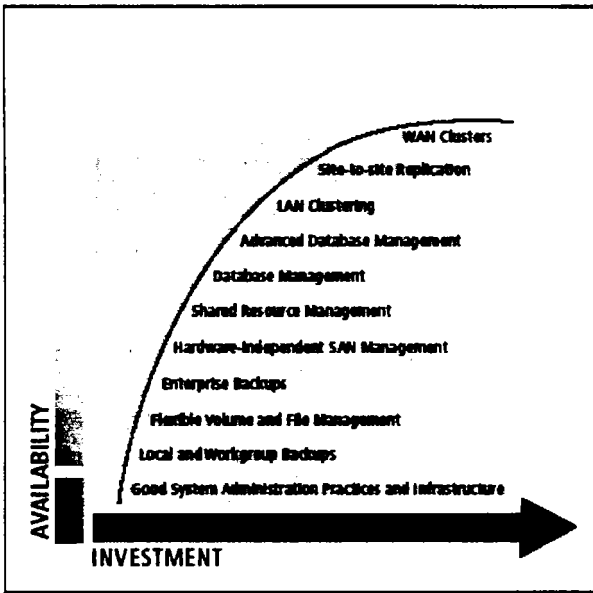 WAN Clusters
Site-to-site Replication
LAN Clustering
Advanced Database Management
Database Management
Shared Resource Management
Hardware-Independent SAN Management
Enterprise Backups
Flexible Volume and File Management
Local and Workgroup Backups
Good System Administration Practices and Infrastructure
AVAILABILITY
INVESTMENT